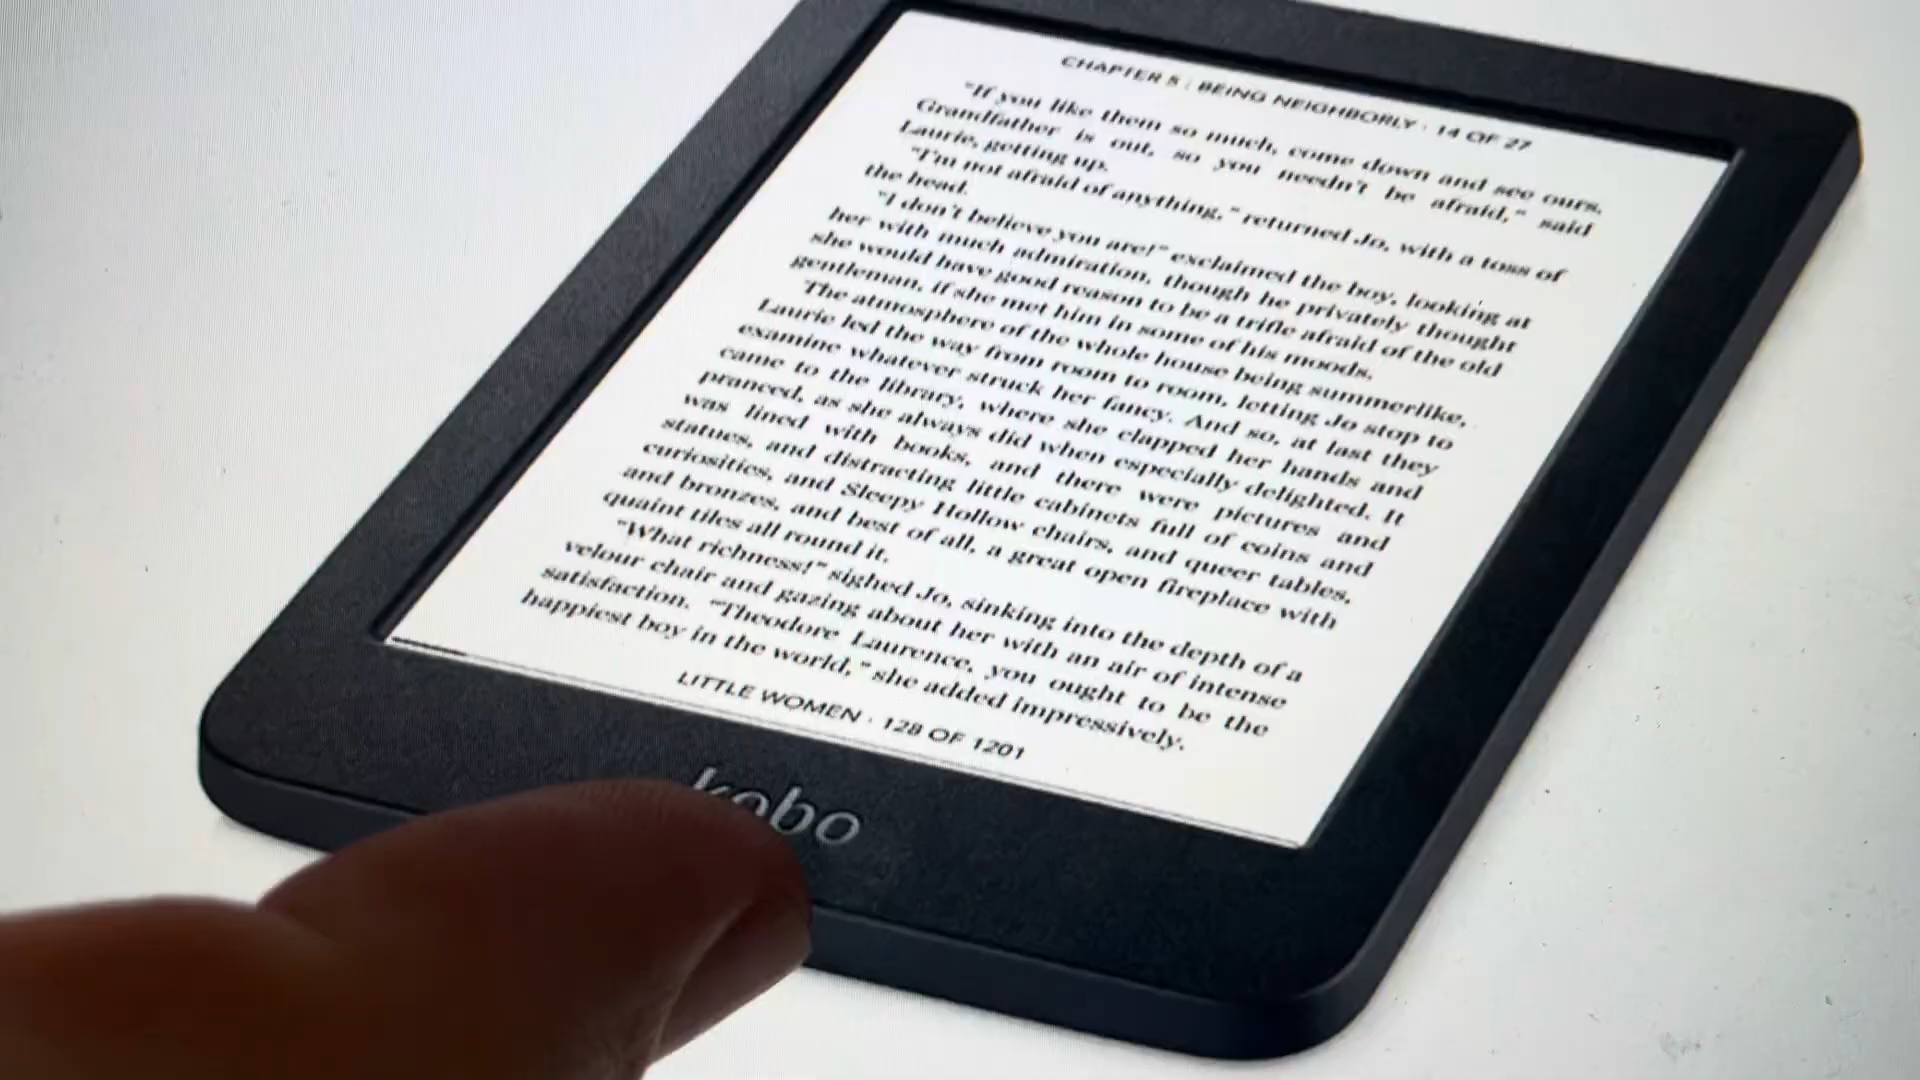 CHAPTER 5 : BEING NEIGHBORLY · 14 OF 27
"If you like them so much, come down and see ours.
Grandfather is out, so you needn't be afraid," said
Laurie, getting up.
"I'm not afraid of anything," returned Jo, with a toss of
the head.
"I don't believe you are!" exclaimed the boy, looking at
her with much admiration, though he privately thought
she would have good reason to be a trifle afraid of the old
gentleman, if she met him in some of his moods.
The atmosphere of the whole house being summerlike,
Laurie led the way from room to room, letting Jo stop to
examine whatever struck her fancy. And so, at last they
came to the library, where she clapped her hands and
pranced, as she always did when especially delighted. It
was lined with books, and there were pictures and
statues, and distracting little cabinets full of coins and
curiosities, and Sleepy Hollow chairs, and queer tables,
and bronzes, and best of all, a great open fireplace with
quaint tiles all round it.
"What richness!" sighed Jo, sinking into the depth of a
velour chair and gazing about her with an air of intense
satisfaction. "Theodore Laurence, you ought to be the
happiest boy in the world," she added impressively.
LITTLE WOMEN · 128 OF 1201
kobo